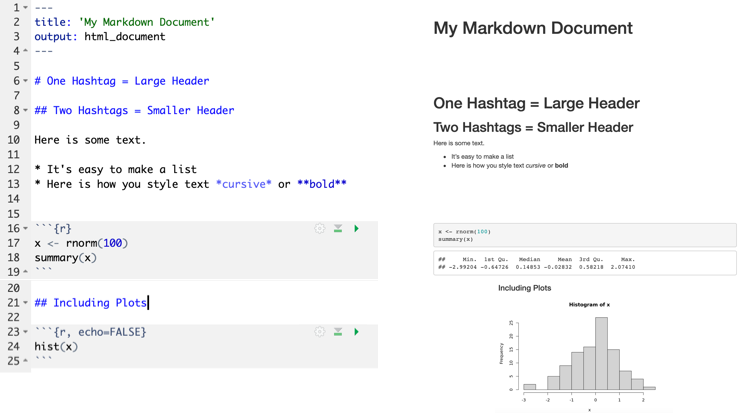 1 ---
2 title: 'My Markdown Document'
3 output: html_document
4 ---
5
6 # One Hashtag = Large Header
7
8 ## Two Hashtags = Smaller Header
9
10 Here is some text.
11
12 * It's easy to make a list
13 * Here is how you style text *cursive* or **bold**
14
15
16 ```{r}
17 x <- rnorm(100)
18 summary(x)
19 ```
20
21 ## Including Plots
22
23 ```{r, echo=FALSE}
24 hist(x)
25 ```
My Markdown Document
One Hashtag = Large Header
Two Hashtags = Smaller Header
Here is some text.
• It's easy to make a list
• Here is how you style text cursive or bold
x <- rnorm(100)
summary(x)
## Min. 1st Qu. Median Mean 3rd Qu. Max.
## -2.99204 -0.64726 0.14853 -0.02832 0.58218 2.07410
Including Plots
Histogram of x
Frequency
25
20
15
10
5
0
-3 -2 -1 0 1 2
x